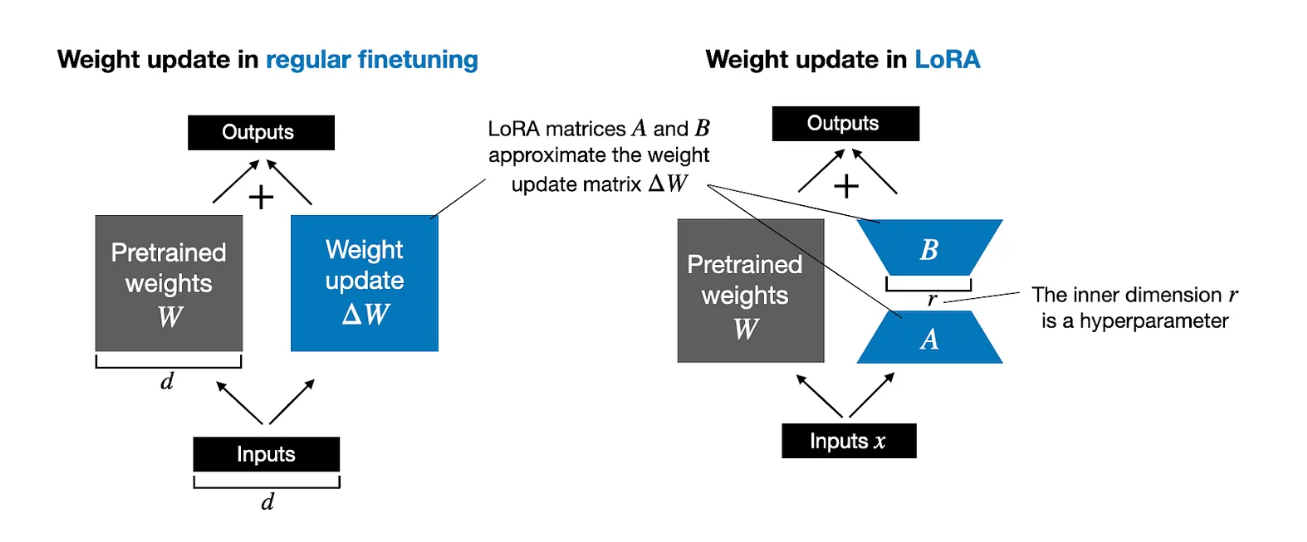 Weight update in regular finetuning
Outputs
+
Pretrained
weights
W
Weight
update
ΔW
d
Inputs
d
LoRA matrices A and B
approximate the weight
update matrix ΔW
Weight update in LoRA
Outputs
+
Pretrained
weights
W
B
r
A
The inner dimension r
is a hyperparameter
Inputs x